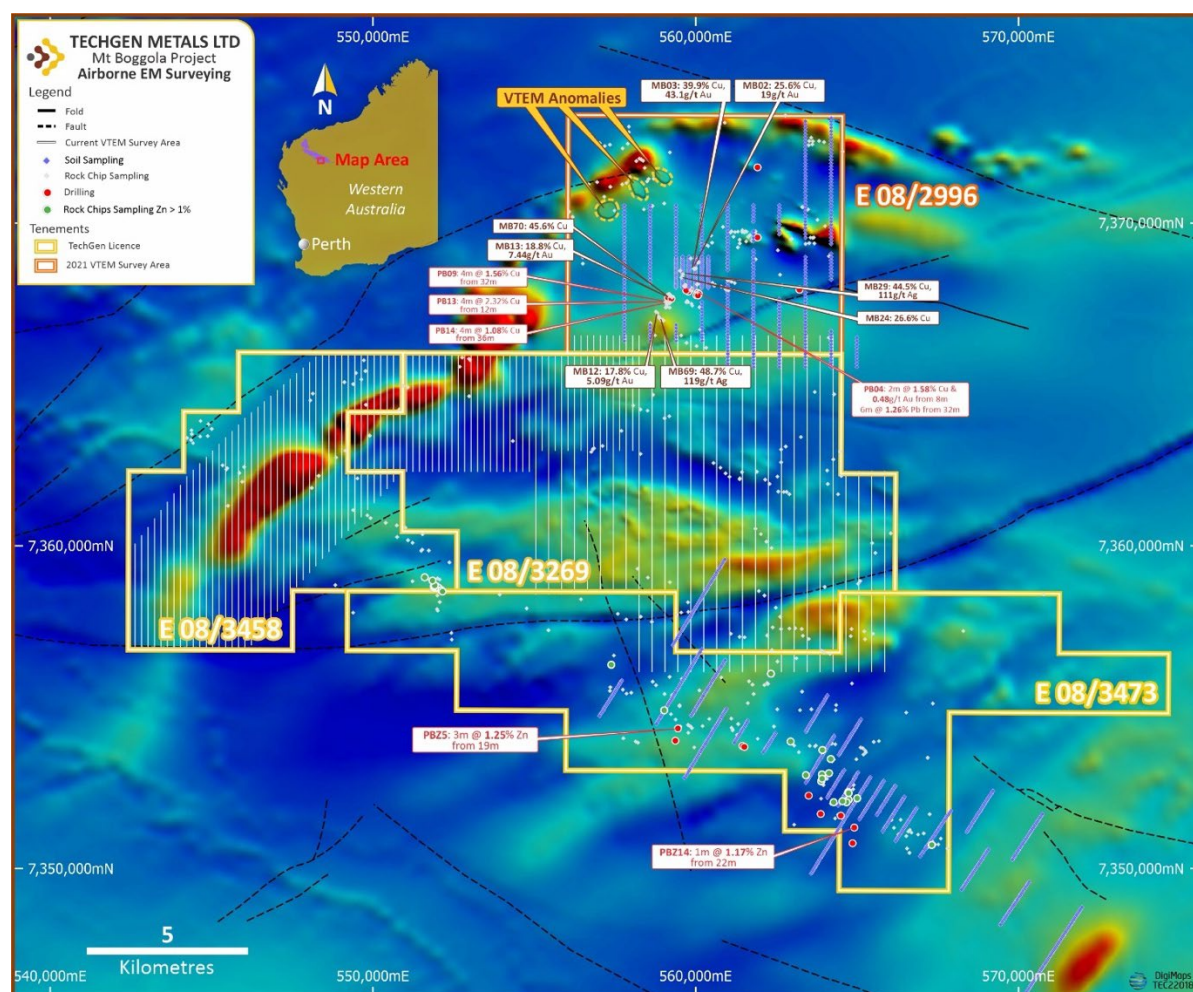 TECHGEN METALS LTD
Mt Boggola Project
Airborne EM Surveying
Legend
Fold
Fault
Current VTEM Survey Area
Soil Sampling
Rock Chip Sampling
Drilling
Rock Chips Sampling Zn > 1%
Tenements
TechGen Licence
2021 VTEM Survey Area
N
Map Area
Western
Australia
Perth
550,000mE
560,000mE
570,000mE
VTEM Anomalies
MB03: 39.9% Cu,
43.1g/t Au
MB02: 25.6% Cu,
19g/t Au
E 08/2996
7,370,000mN
7,370,000mN
MB70: 45.6% Cu
MB13: 18.8% Cu,
7.44g/t Au
PB09: 4m @ 1.56% Cu
from 32m
PB13: 4m @ 2.32% Cu
from 12m
PB14: 4m @ 1.08% Cu
from 36m
MB29: 44.5% Cu,
111g/t Ag
MB24: 26.6% Cu
MB12: 17.8% Cu,
5.09g/t Au
MB69: 48.7% Cu,
119g/t Ag
PB04: 2m @ 1.58% Cu &
0.48g/t Au from 8m
6m @ 1.26% Pb from 32m
7,360,000mN
7,360,000mN
E 08/3269
E 08/3458
E 08/3473
PBZ5: 3m @ 1.25% Zn
from 19m
PBZ14: 1m @ 1.17% Zn
from 22m
7,350,000mN
7,350,000mN
5
Kilometres
540,000mE
550,000mE
560,000mE
570,000mE
DigiMaps
TEC22018